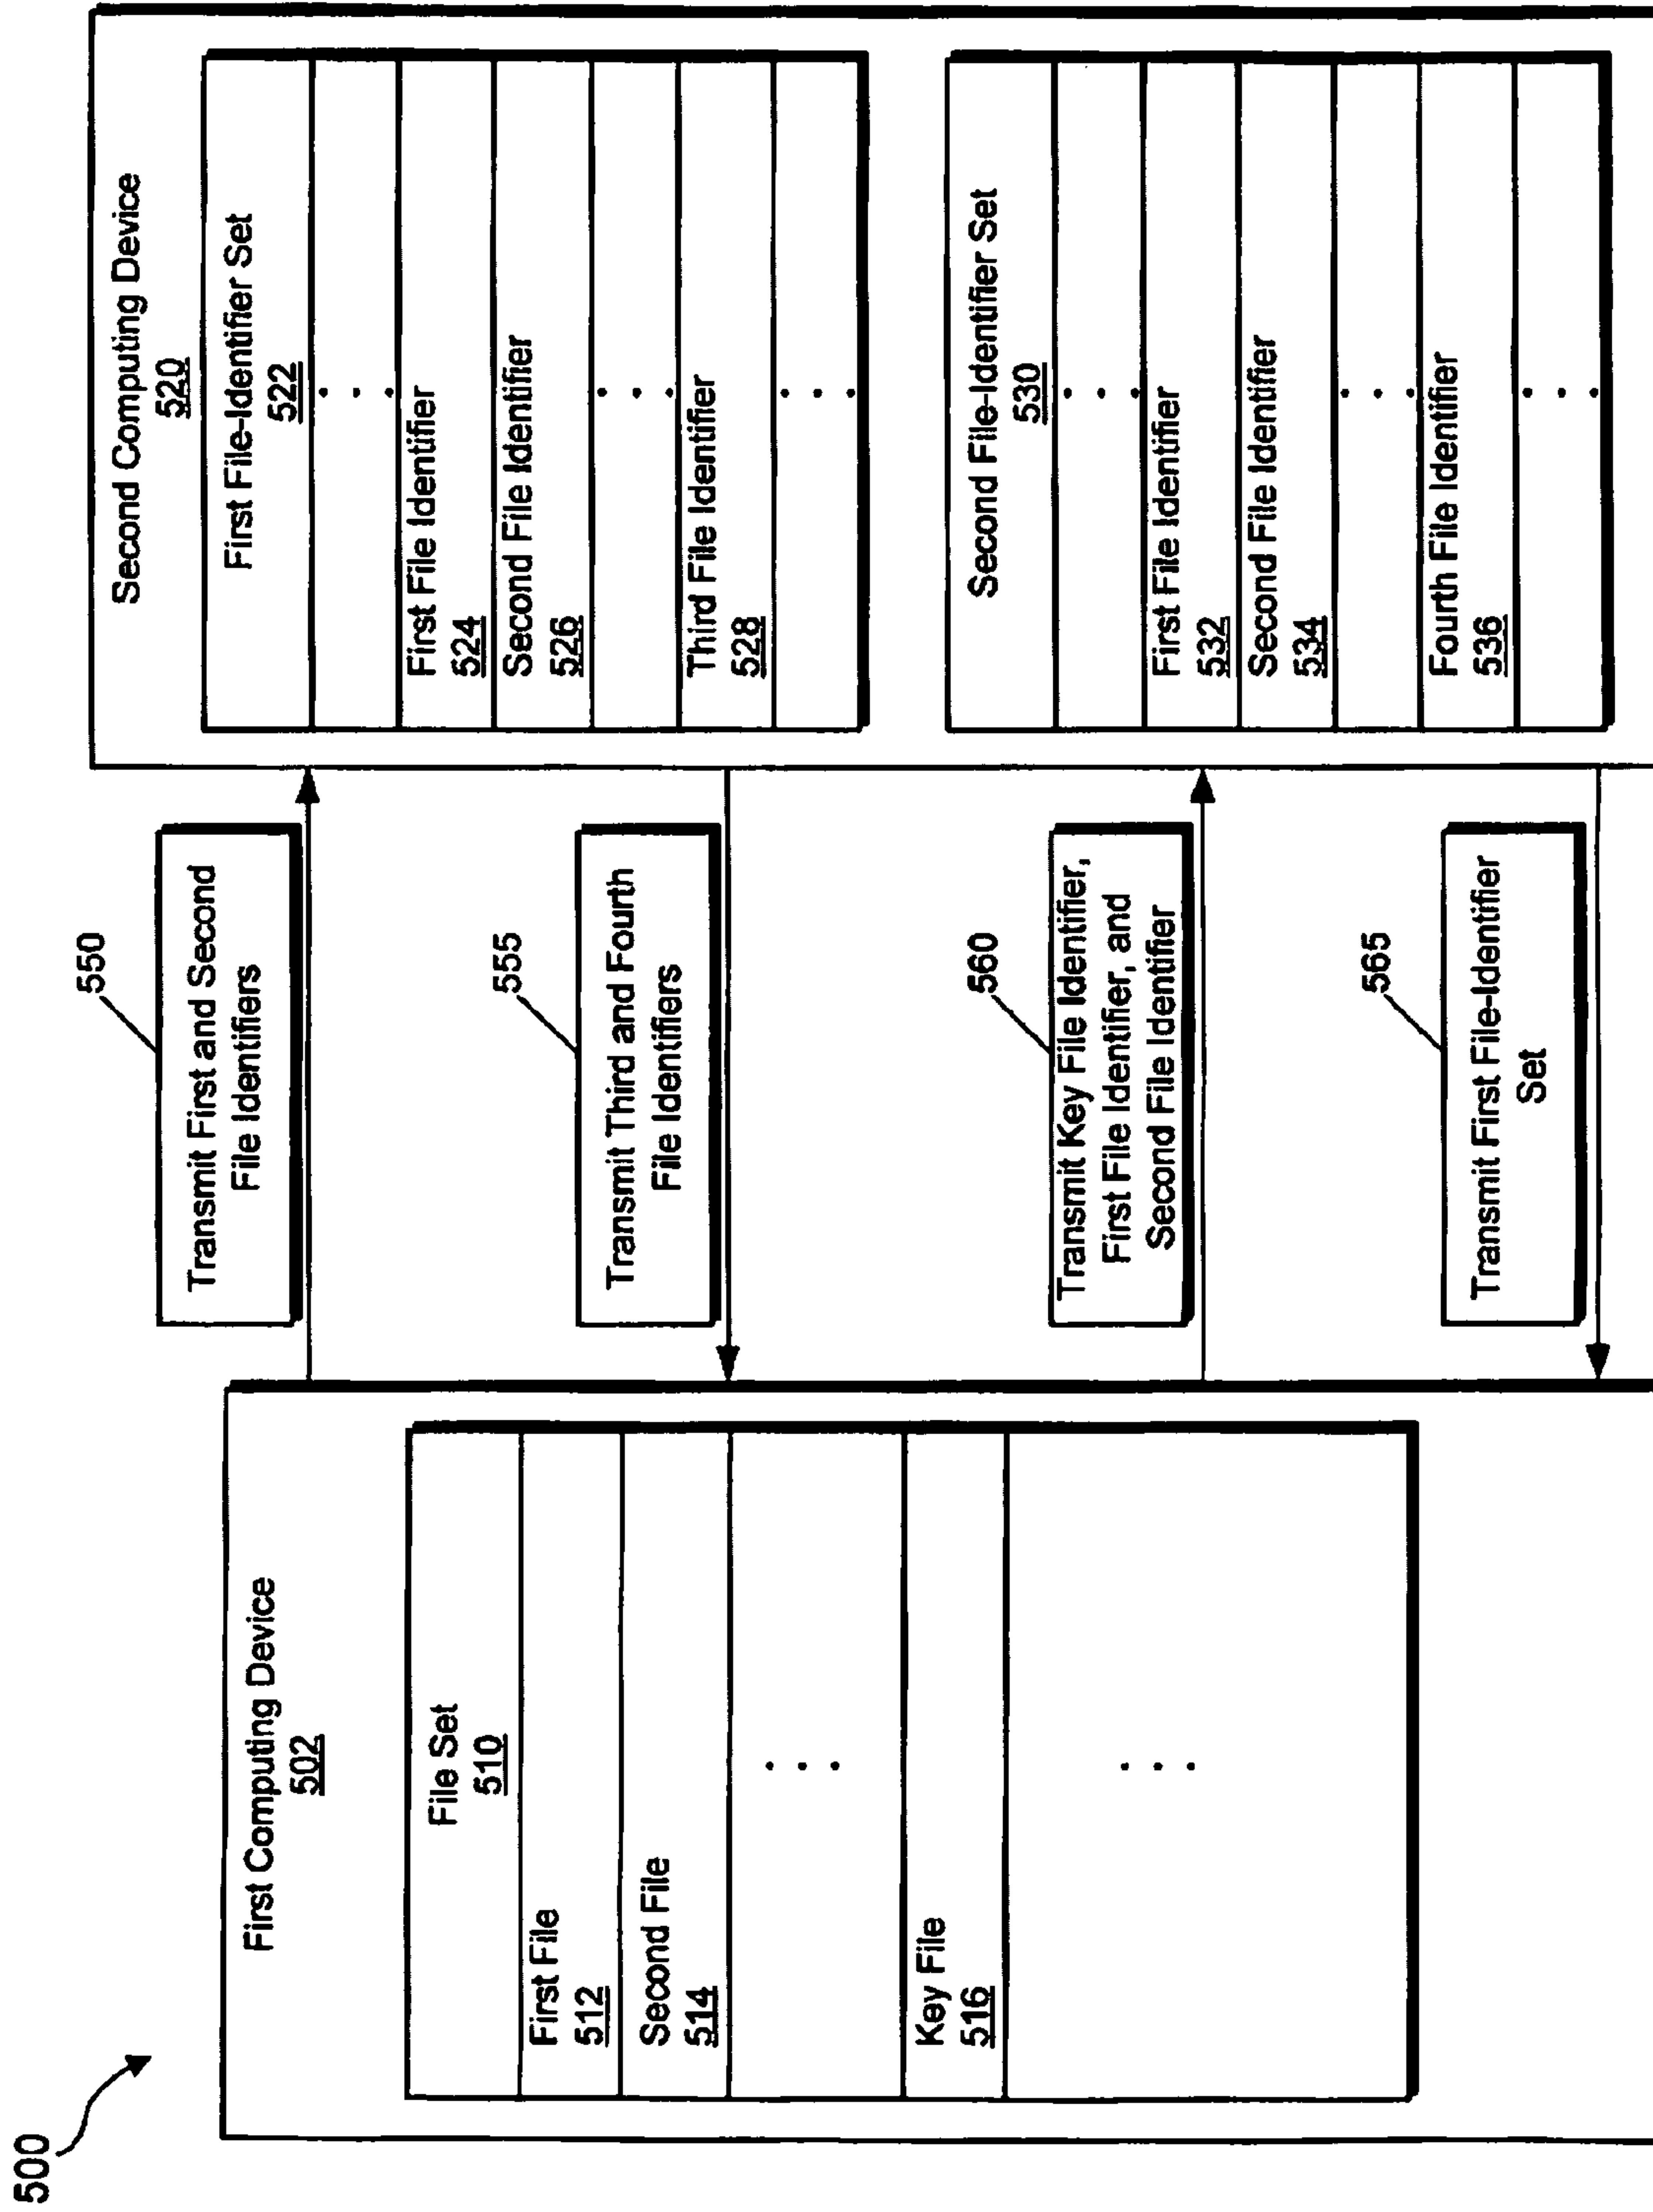 500
First Computing Device
502
File Set
510
First File
512
Second File
514
. . .
Key File
516
. . .
550
Transmit First and Second
File Identifiers
555
Transmit Third and Fourth
File Identifiers
560
Transmit Key File Identifier,
First File Identifier, and
Second File Identifier
565
Transmit First File-Identifier
Set
Second Computing Device
520
First File-Identifier Set
522
. . .
First File Identifier
524
Second File Identifier
526
. . .
Third File Identifier
528
. . .
Second File-Identifier Set
530
. . .
First File Identifier
532
Second File Identifier
534
. . .
Fourth File Identifier
536
. . .